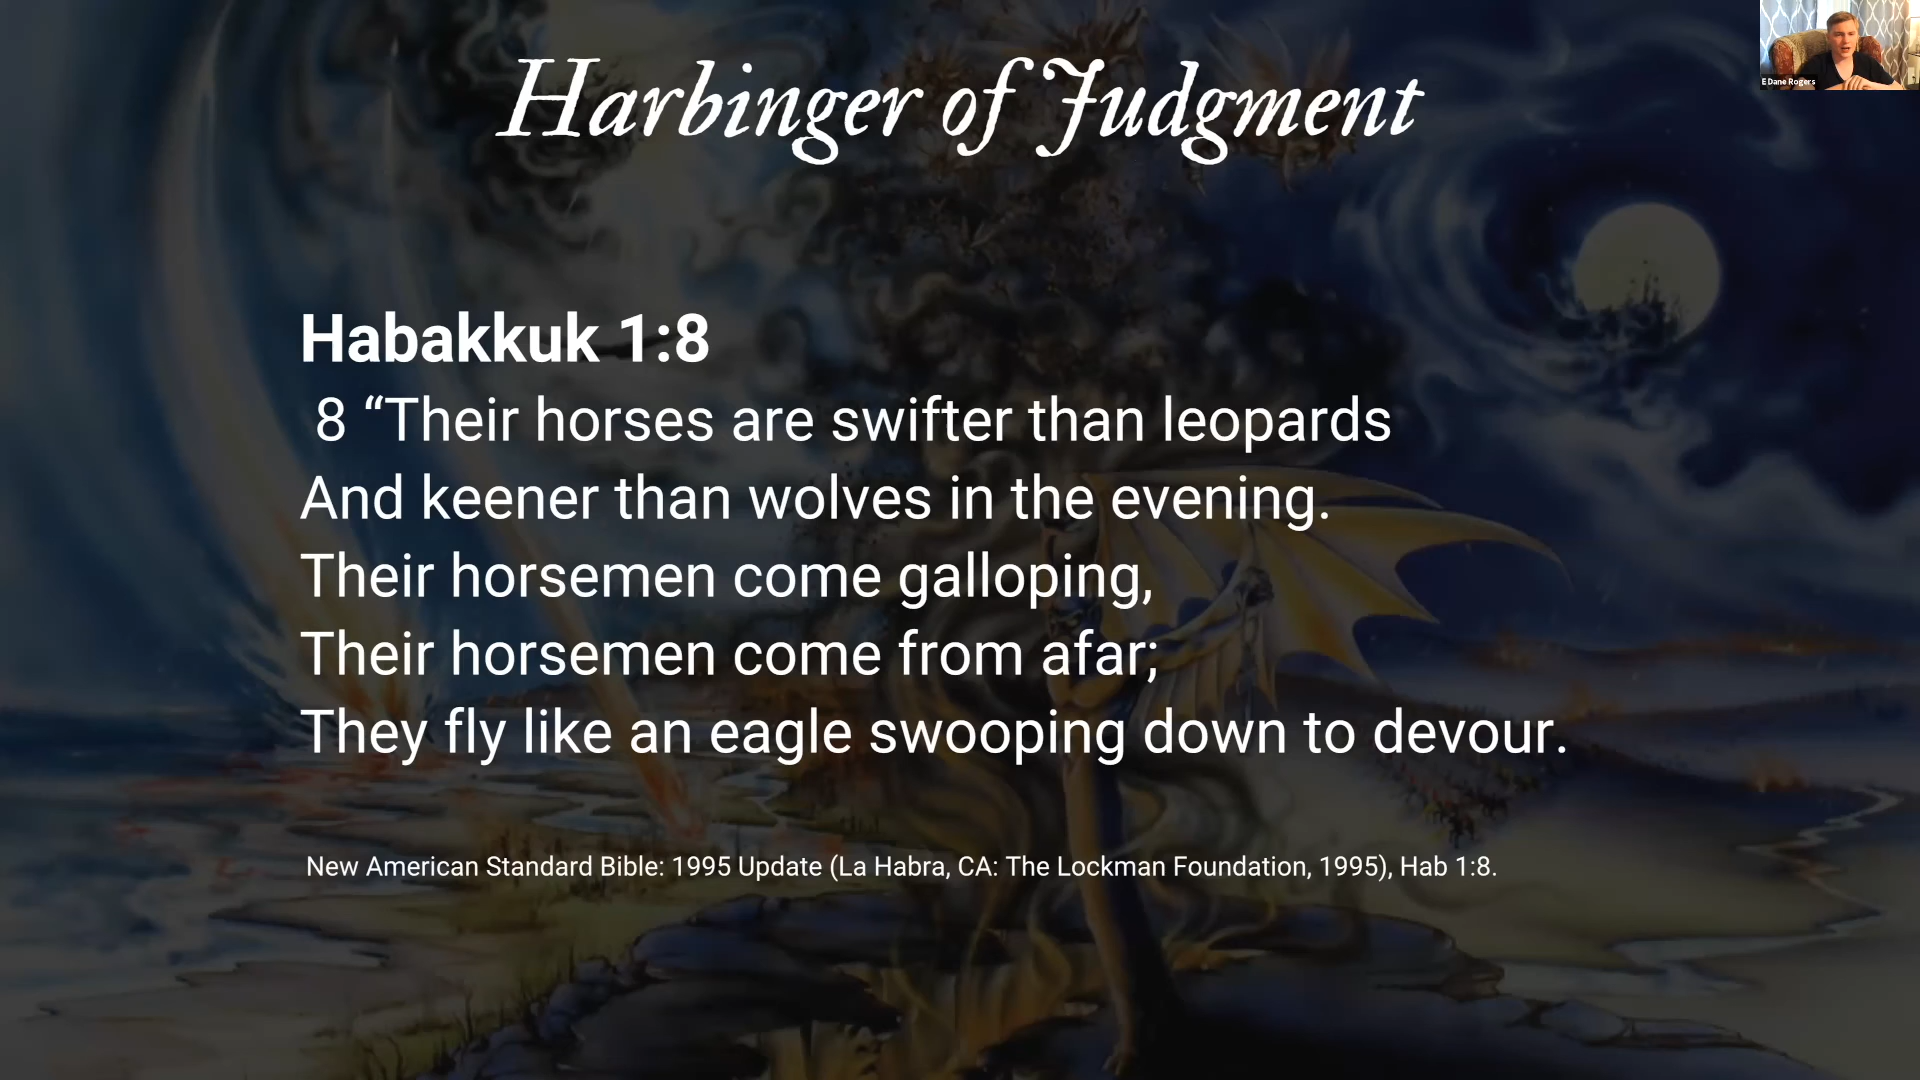 Harbinger of Judgment
E Dane Rogers
Habakkuk 1:8
8 “Their horses are swifter than leopards
And keener than wolves in the evening.
Their horsemen come galloping,
Their horsemen come from afar;
They fly like an eagle swooping down to devour.
New American Standard Bible: 1995 Update (La Habra, CA: The Lockman Foundation, 1995), Hab 1:8.